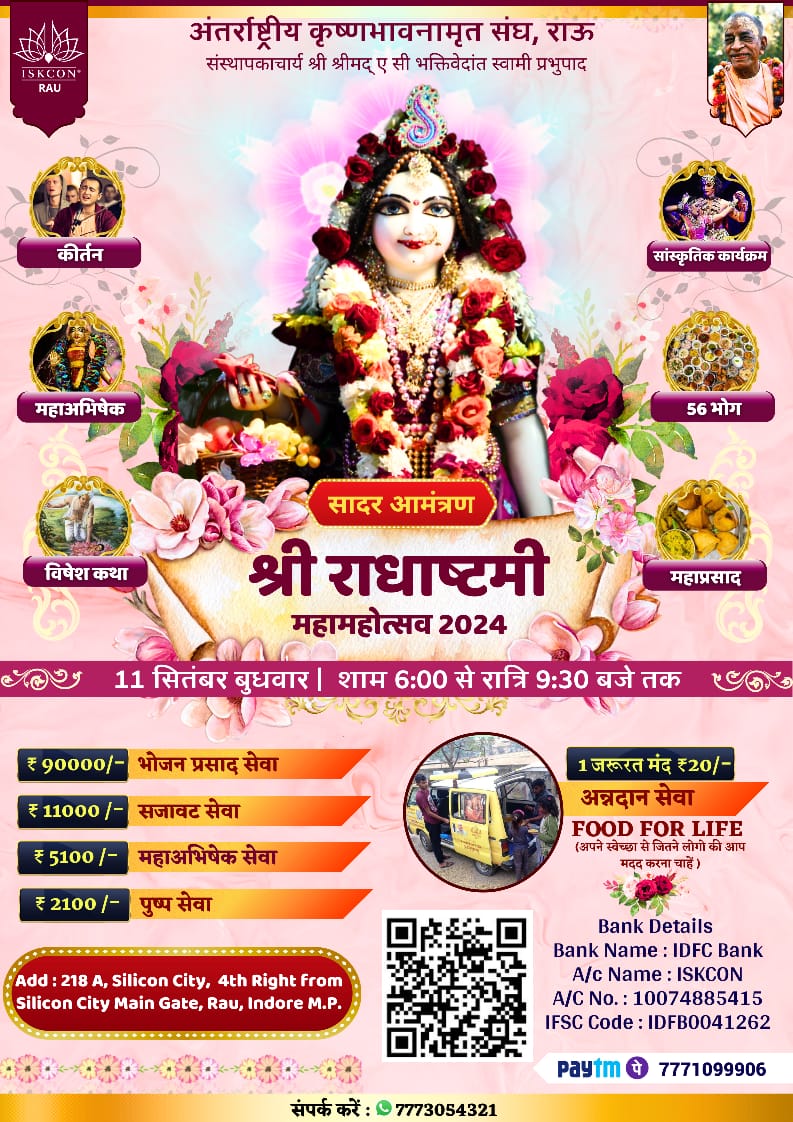 अंतर्राष्ट्रीय कृष्णभावनामृत संघ, राऊ
संस्थापकाचार्य श्री श्रीमद् ए सी भक्तिवेदांत स्वामी प्रभुपाद
ISKCON
RAU
कीर्तन
सांस्कृतिक कार्यक्रम
महाअभिषेक
56 भोग
विषेश कथा
महाप्रसाद
सादर आमंत्रण
श्री राधाष्टमी
महामहोत्सव 2024
11 सितंबर बुधवार | शाम 6:00 से रात्रि 9:30 बजे तक
₹ 90000/- भोजन प्रसाद सेवा
₹ 11000 /- सजावट सेवा
₹ 5100 /- महाअभिषेक सेवा
₹ 2100 /- पुष्प सेवा
1 जरूरत मंद ₹20/-
अन्नदान सेवा
FOOD FOR LIFE
(अपने स्वेच्छा से जितने लोगो की आप
मदद करना चाहें )
Bank Details
Bank Name : IDFC Bank
A/c Name : ISKCON
A/C No. : 10074885415
IFSC Code : IDFB0041262
Add : 218 A, Silicon City, 4th Right from
Silicon City Main Gate, Rau, Indore M.P.
paytm पे 7771099906
संपर्क करें : 7773054321